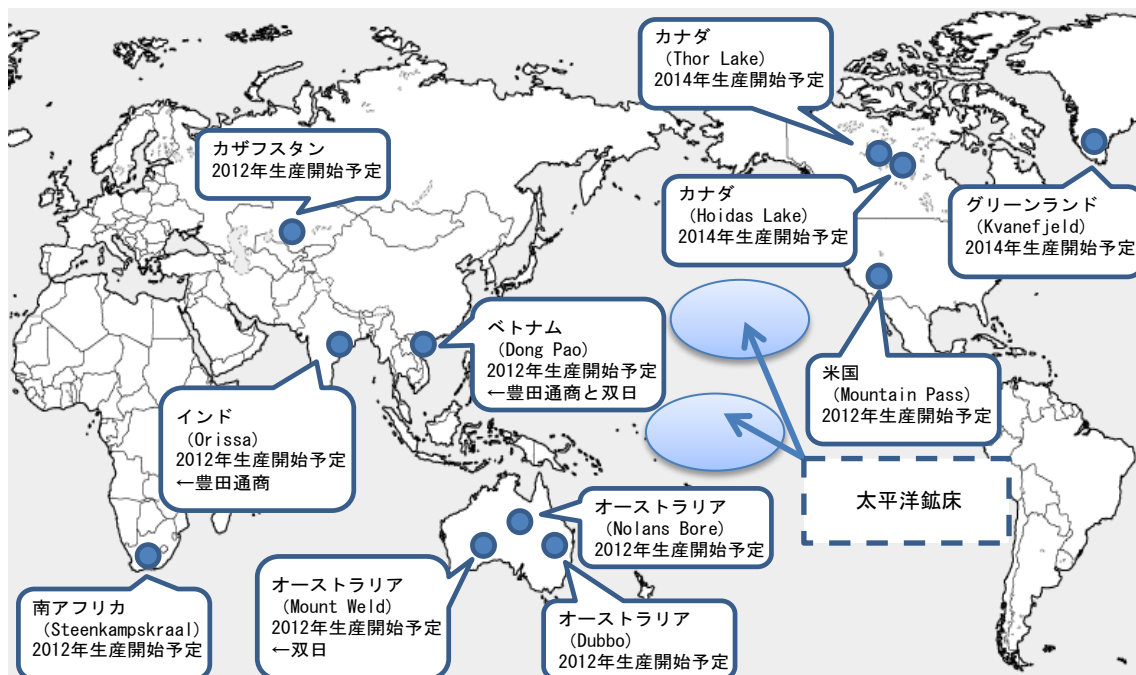 カナダ
(Thor Lake)
2014年生産開始予定
カザフスタン
2012年生産開始予定
カナダ
(Hoidas Lake)
2014年生産開始予定
グリーンランド
(Kvanefjeld)
2014年生産開始予定
ベトナム
(Dong Pao)
2012年生産開始予定
←豊田通商と双日
米国
(Mountain Pass)
2012年生産開始予定
インド
(Orissa)
2012年生産開始予定
←豊田通商
太平洋鉱床
オーストラリア
(Nolans Bore)
2012年生産開始予定
南アフリカ
(Steenkampskraal)
2012年生産開始予定
オーストラリア
(Mount Weld)
2012年生産開始予定
←双日
オーストラリア
(Dubbo)
2012年生産開始予定